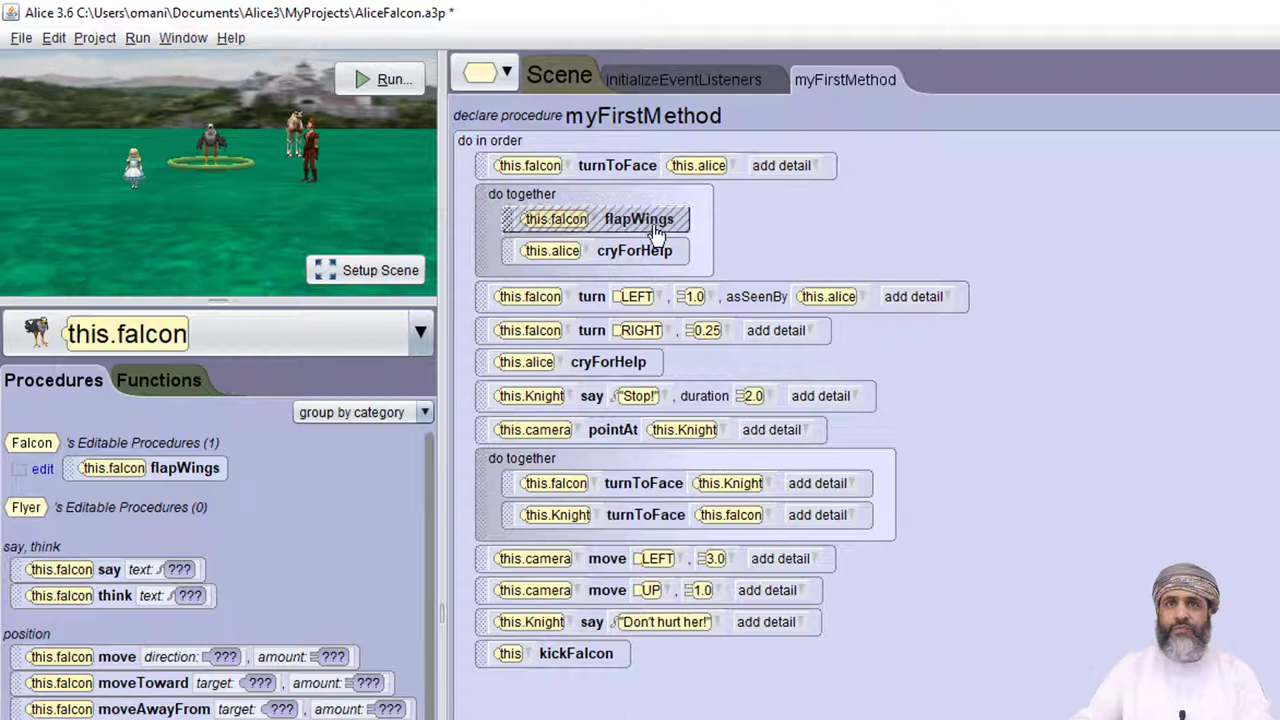 Alice 3.6 C:\Users\omani\Documents\Alice3\MyProjects\AliceFalcon.a3p *
File Edit Project Run Window Help
Run...
Setup Scene
this.falcon
Procedures Functions
group by category
Falcon 's Editable Procedures (1)
edit this.falcon flapWings
Flyer 's Editable Procedures (0)
say, think
this.falcon say text: ???
this.falcon think text: ???
position
this.falcon move direction: ??? , amount: ???
this.falcon moveToward target: ??? , amount: ???
this.falcon moveAwayFrom target: ??? , amount: ???
Scene initializeEventListeners myFirstMethod
declare procedure myFirstMethod
do in order
this.falcon turnToFace this.alice add detail
do together
this.falcon flapWings
this.alice cryForHelp
this.falcon turn LEFT , 1.0 , asSeenBy this.alice add detail
this.falcon turn RIGHT , 0.25 add detail
this.alice cryForHelp
this.Knight say "Stop!" , duration 2.0 add detail
this.camera pointAt this.Knight add detail
do together
this.falcon turnToFace this.Knight add detail
this.Knight turnToFace this.falcon add detail
this.camera move LEFT , 3.0 add detail
this.camera move UP , 1.0 add detail
this.Knight say "Don't hurt her!" add detail
this kickFalcon